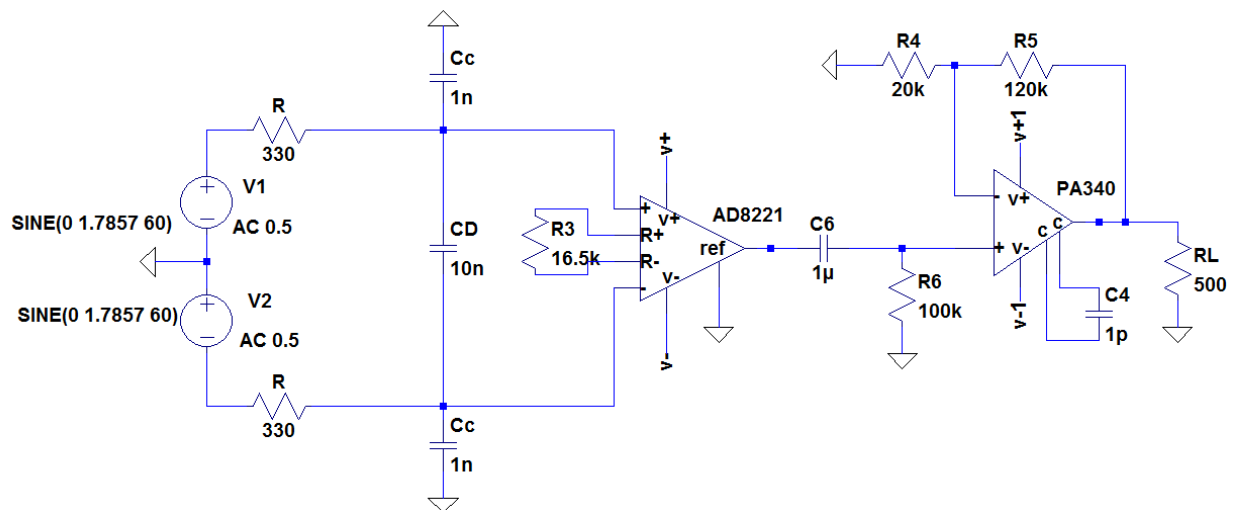 R4
R5
20k
120k
Cc
1n
R
330
v+
v+1
PA340
V1
SINE(0 1.7857 60)
AC 0.5
CD
10n
R3
16.5k
+
R+
R-
-
v+
v-
AD8221
ref
C6
1µ
-
v+
c
c
+
v-
R6
100k
RL
500
C4
1p
v-1
V2
SINE(0 1.7857 60)
AC 0.5
v-
R
330
Cc
1n